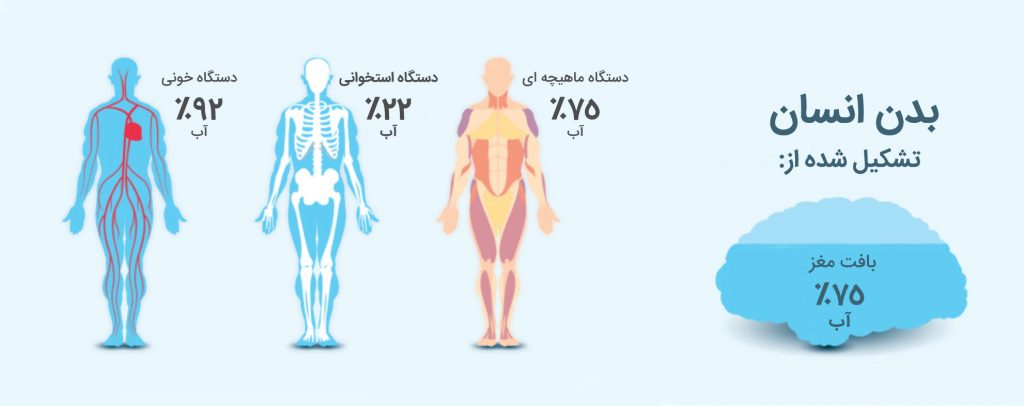 بدن انسان
تشکیل شده از:
بافت مغز
٪۷۵
آب
دستگاه ماهیچه ای
٪۷۵
آب
دستگاه استخوانی
٪۲۲
آب
دستگاه خونی
٪۹۲
آب